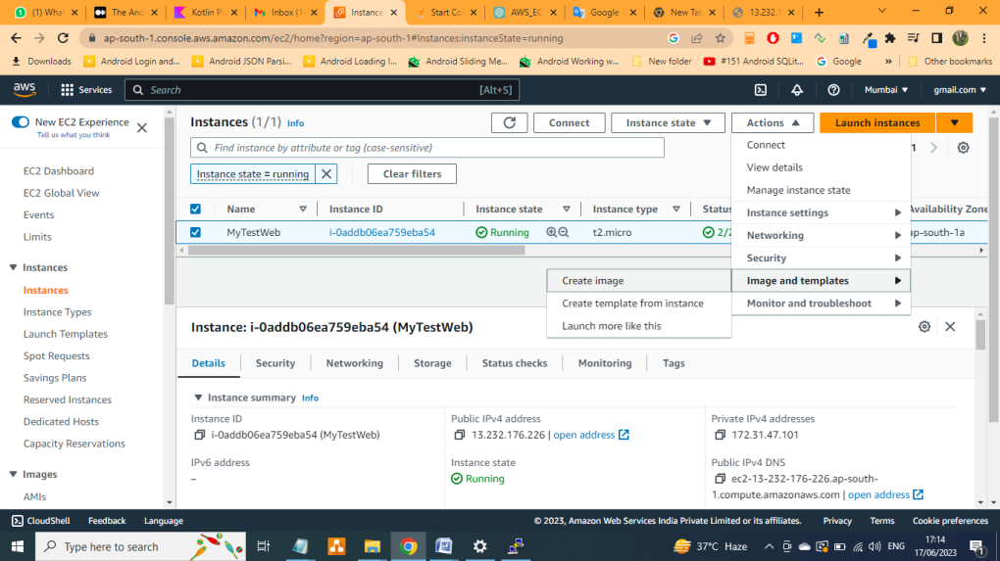 (1) What
The And
Kotlin Pl
Inbox (1
Instance
Start Co
AWS_EC
Google
New Tab
13.232.
ap-south-1.console.aws.amazon.com/ec2/home?region=ap-south-1#Instances:instanceState=running
Downloads
Android Login and...
Android JSON Parsi...
Android Loading I...
Android Sliding Me...
Android Working w...
New folder
#151 Android SQLit...
Google
»
Other bookmarks
aws
Services
Search
[Alt+S]
Mumbai
gmail.com
New EC2 Experience
Tell us what you think
EC2 Dashboard
EC2 Global View
Events
Limits
Instances
Instances
Instance Types
Launch Templates
Spot Requests
Savings Plans
Reserved Instances
Dedicated Hosts
Capacity Reservations
Images
AMIs
Instances (1/1) Info
Connect
Instance state
Actions
Launch instances
Find instance by attribute or tag (case-sensitive)
1
Instance state = running
Clear filters
Name
Instance ID
Instance state
Instance type
Status
Availability Zone
MyTestWeb
i-0addb06ea759eba54
Running
t2.micro
2/2
ap-south-1a
Connect
View details
Manage instance state
Instance settings
Networking
Security
Image and templates
Monitor and troubleshoot
Create image
Create template from instance
Launch more like this
Instance: i-0addb06ea759eba54 (MyTestWeb)
Details
Security
Networking
Storage
Status checks
Monitoring
Tags
Instance summary Info
Instance ID
i-0addb06ea759eba54 (MyTestWeb)
Public IPv4 address
13.232.176.226 | open address
Private IPv4 addresses
172.31.47.101
IPv6 address
–
Instance state
Running
Public IPv4 DNS
ec2-13-232-176-226.ap-south-
1.compute.amazonaws.com | open address
CloudShell
Feedback
Language
© 2023, Amazon Web Services India Private Limited or its affiliates.
Privacy
Terms
Cookie preferences
Type here to search
37°C Haze
ENG
17:14
17/06/2023
1